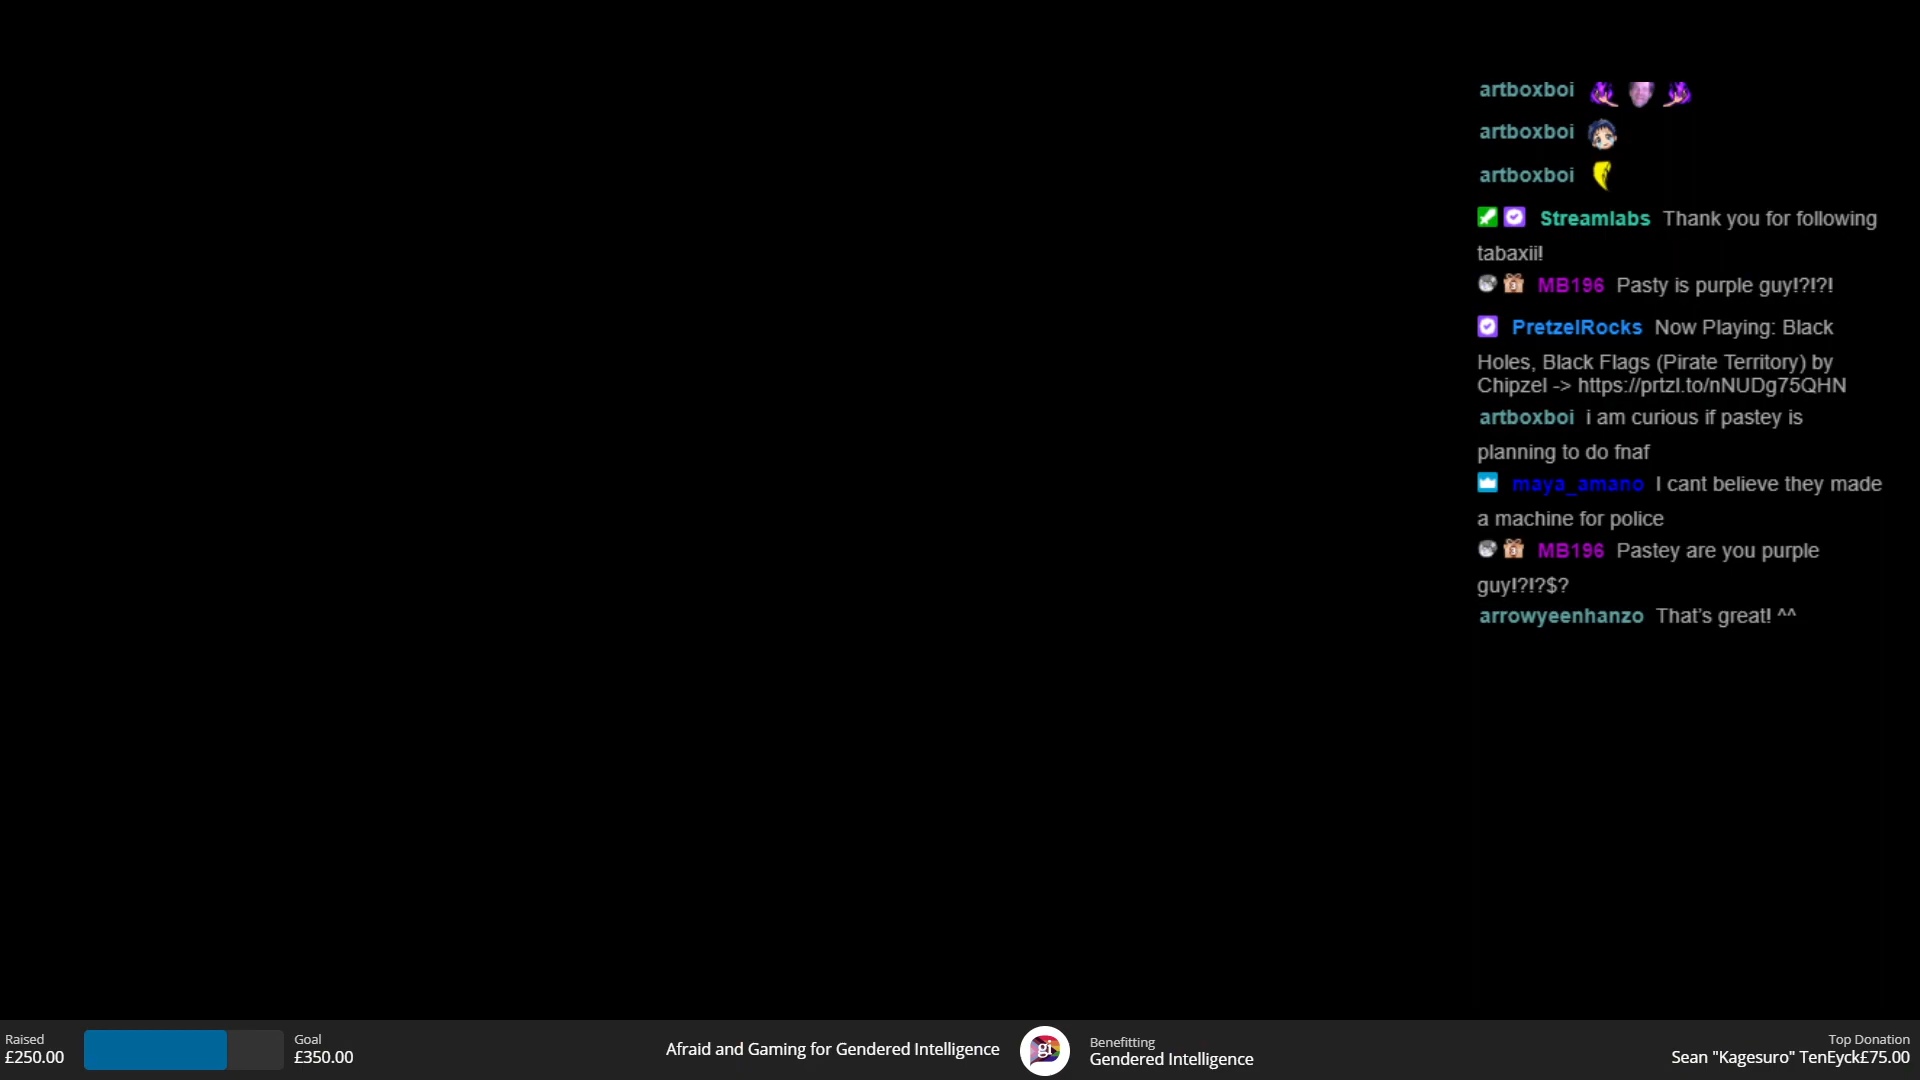 artboxboi
artboxboi
artboxboi
Streamlabs Thank you for following
tabaxii!
MB196 Pasty is purple guy!?!?!
PretzelRocks Now Playing: Black
Holes, Black Flags (Pirate Territory) by
Chipzel -> https://prtzl.to/nNUDg75QHN
artboxboi i am curious if pastey is
planning to do fnaf
maya_amano I cant believe they made
a machine for police
MB196 Pastey are you purple
guy!?!?$?
arrowyeenhanzo That's great! ^^
Raised
£250.00
Goal
£350.00
Afraid and Gaming for Gendered Intelligence
gi
Benefitting
Gendered Intelligence
Top Donation
Sean "Kagesuro" TenEyck£75.00